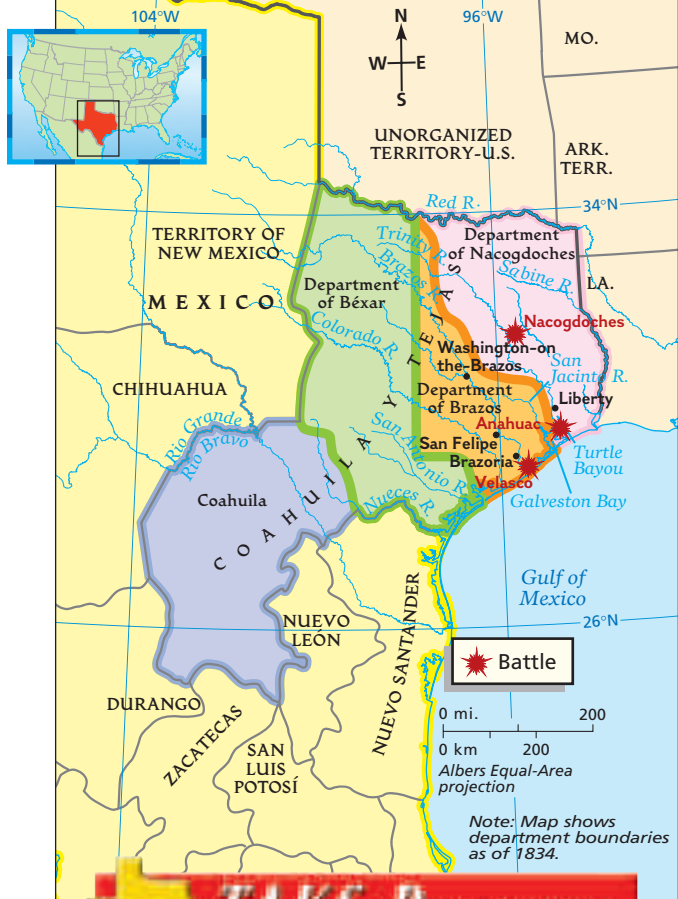 104°W
96°W
N
W
E
S
MO.
UNORGANIZED
TERRITORY-U.S.
ARK.
TERR.
34°N
Red R.
TERRITORY OF
NEW MEXICO
Trinity R.
Department
of Nacogdoches
Brazos R.
Sabine R.
LA.
MEXICO
Department
of Béxar
Nacogdoches
Colorado R.
Washington-on
the-Brazos
San
Jacinto R.
CHIHUAHUA
Department
of Brazos
Liberty
Rio Grande
Rio Bravo
Anahuac
San Felipe
San Antonio R.
Brazoria
Turtle
Bayou
Velasco
Coahuila
Nueces R.
Galveston Bay
COAHUILA Y TEJAS
Gulf of
Mexico
NUEVO
LEÓN
26°N
NUEVO SANTANDER
Battle
DURANGO
ZACATECAS
SAN
LUIS
POTOSÍ
0 mi.
200
0 km
200
Albers Equal-Area
projection
Note: Map shows
department boundaries
as of 1834.